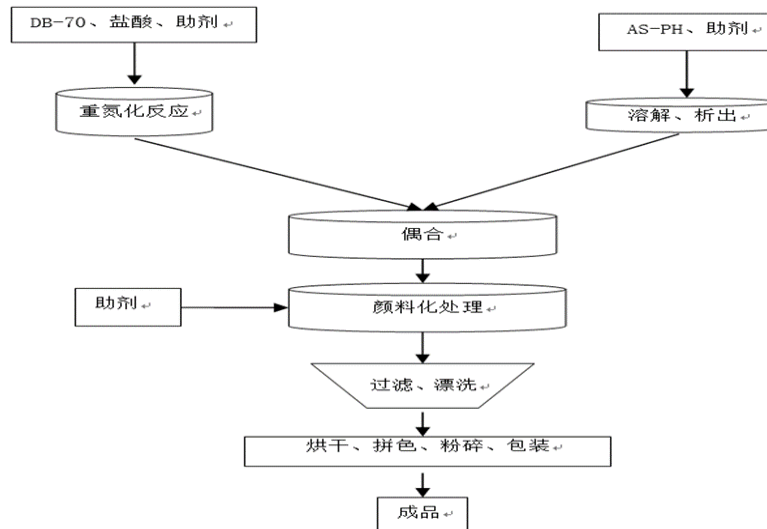 DB-70、盐酸、助剂
AS-PH、助剂
重氮化反应
溶解、析出
偶合
助剂
颜料化处理
过滤、漂洗
烘干、拼色、粉碎、包装
成品